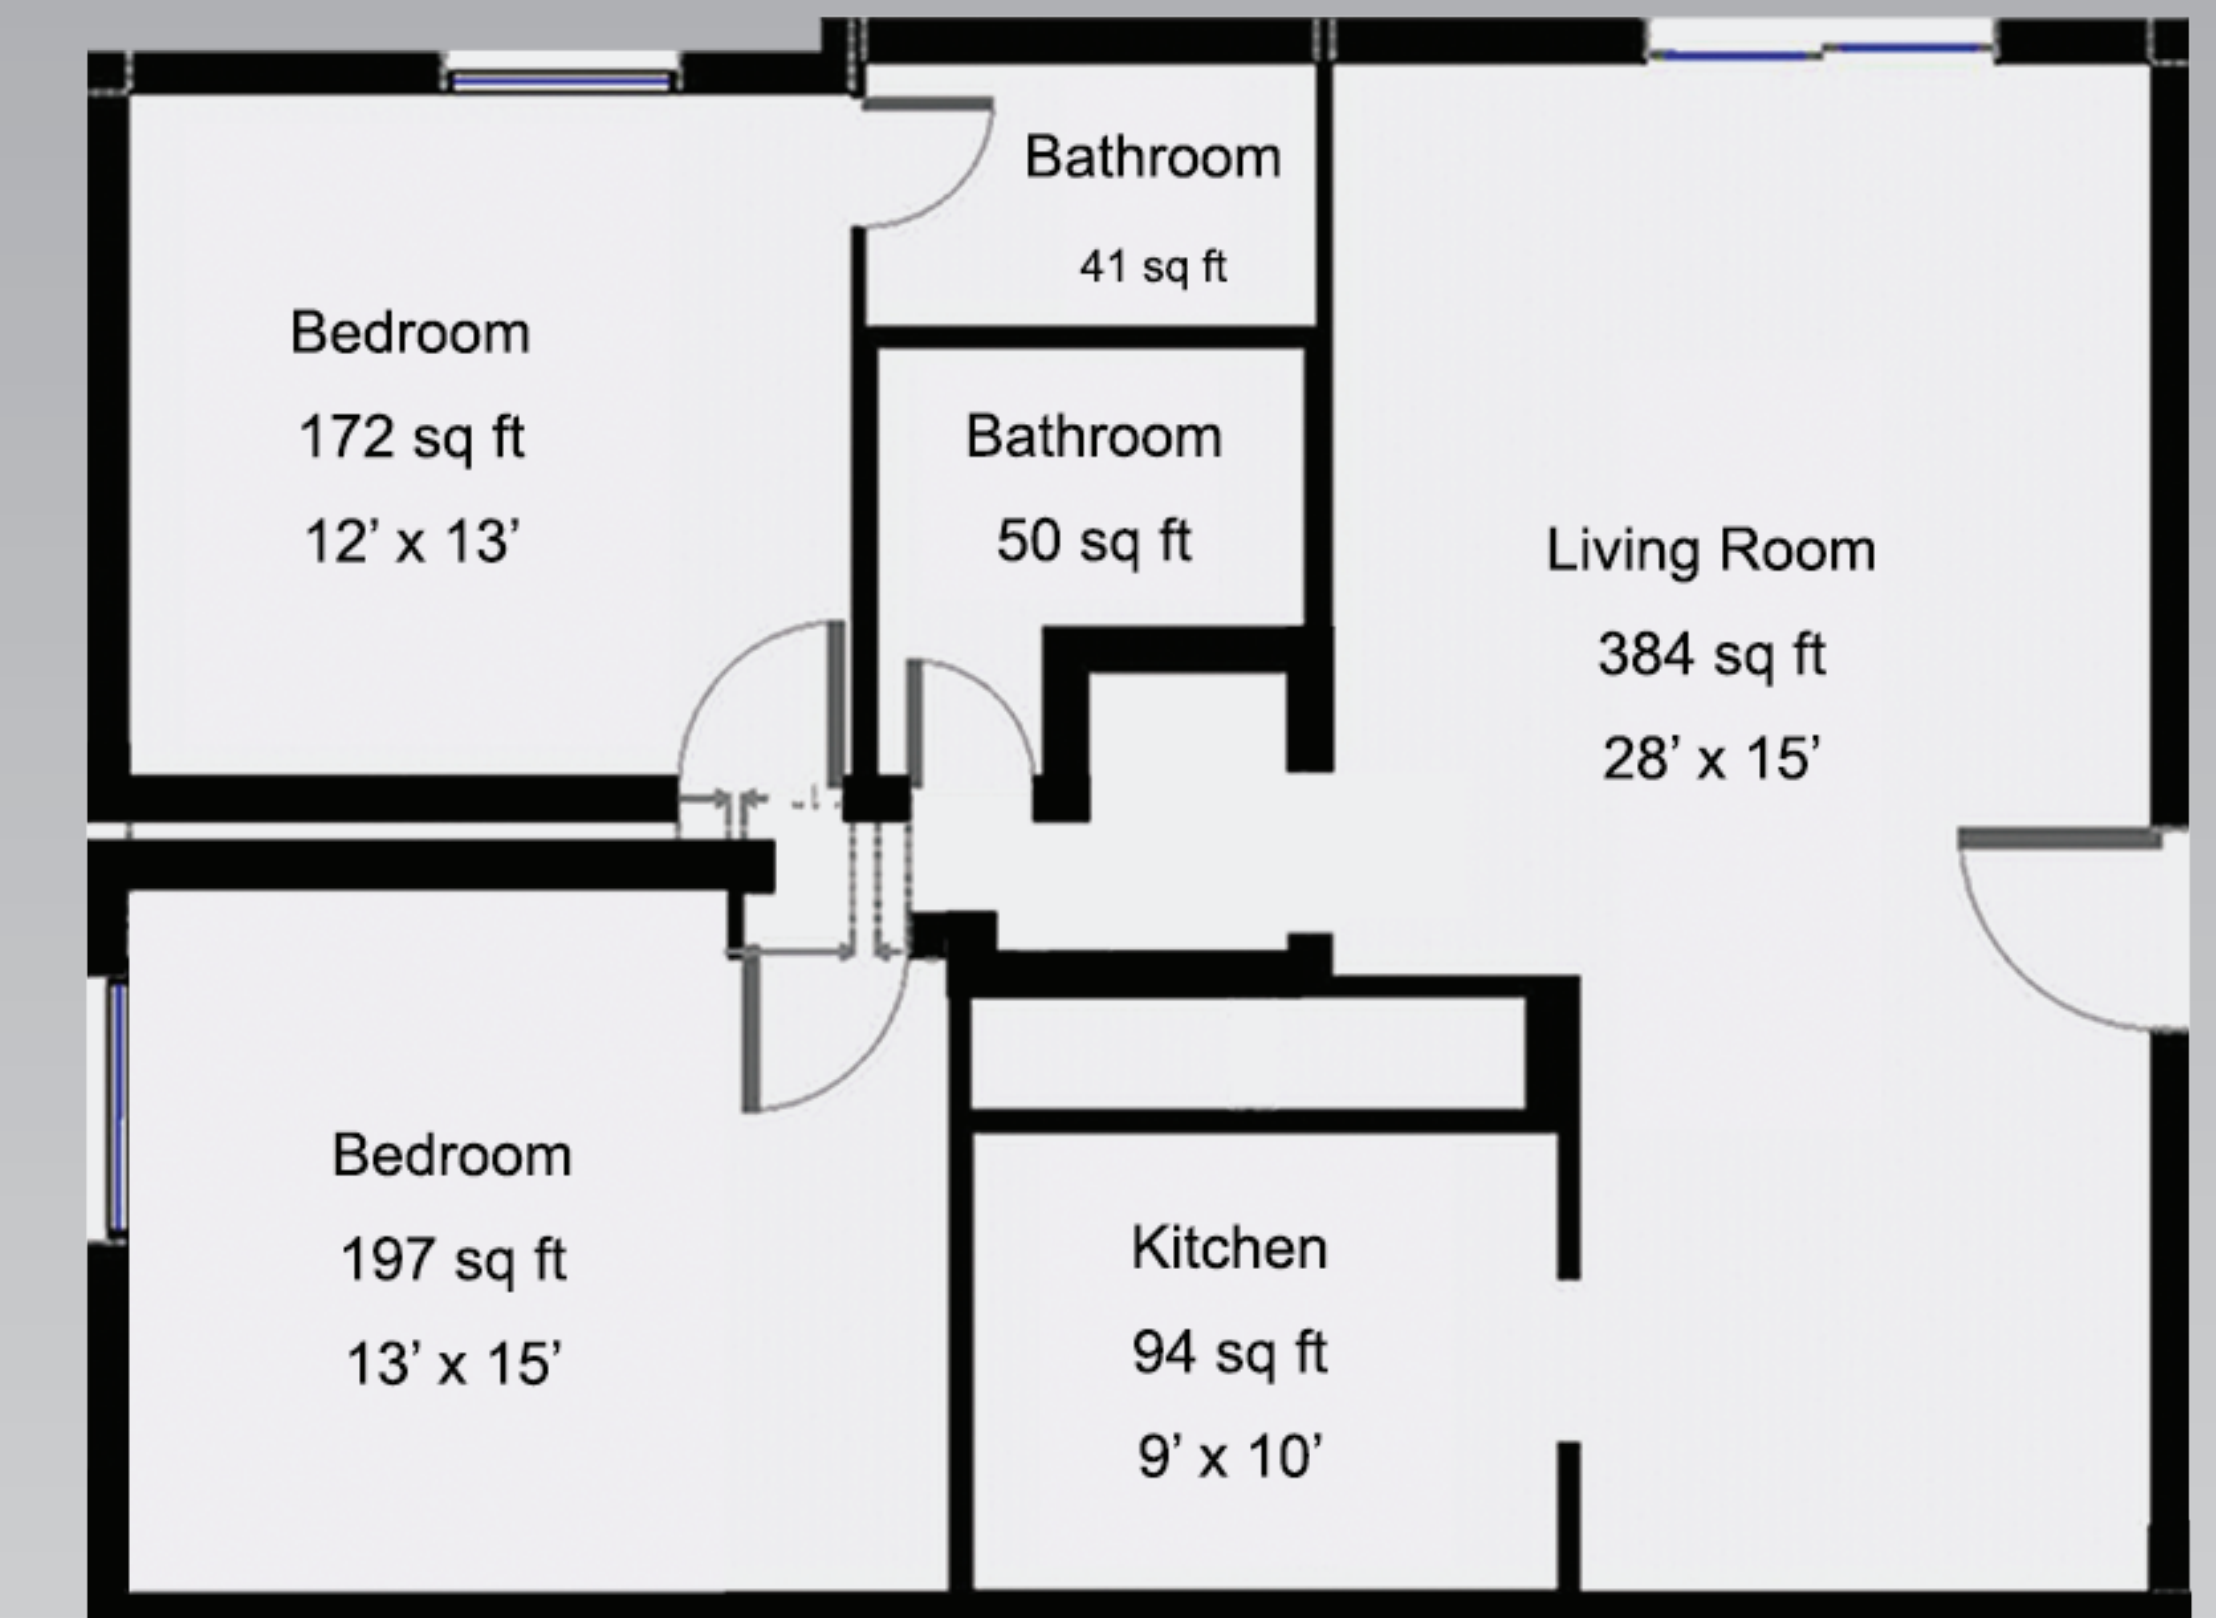 Bathroom
41 sq ft
Bedroom
172 sq ft
12’ x 13’
Bathroom
50 sq ft
Living Room
384 sq ft
28’ x 15’
Bedroom
197 sq ft
13’ x 15’
Kitchen
94 sq ft
9’ x 10’